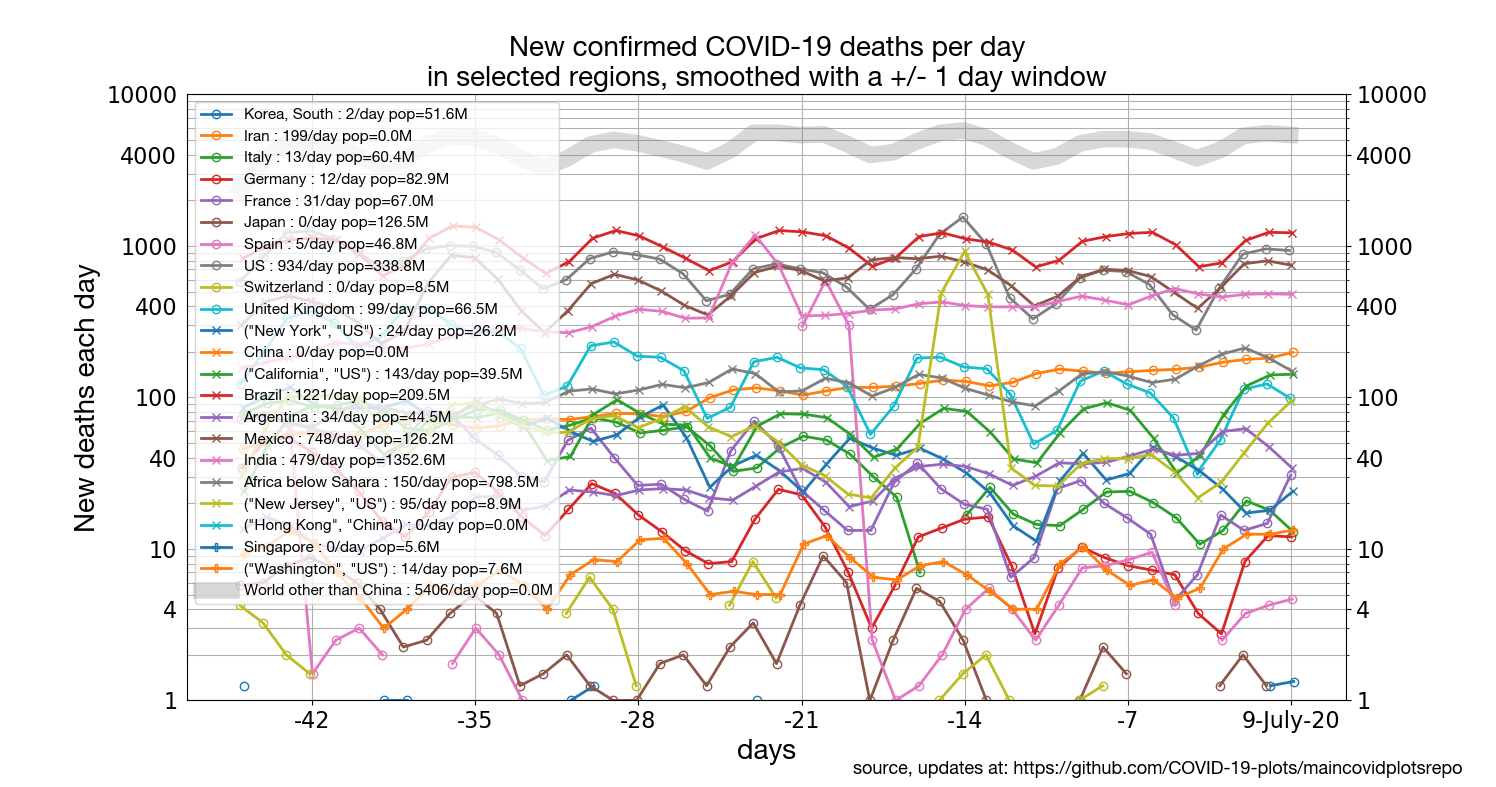 New confirmed COVID-19 deaths per day
in selected regions, smoothed with a +/- 1 day window
New deaths each day
10000
4000
1000
400
100
40
10
4
1
Korea, South : 2/day pop=51.6M
Iran : 199/day pop=0.0M
Italy : 13/day pop=60.4M
Germany : 12/day pop=82.9M
France : 31/day pop=67.0M
Japan : 0/day pop=126.5M
Spain : 5/day pop=46.8M
US : 934/day pop=338.8M
Switzerland : 0/day pop=8.5M
United Kingdom : 99/day pop=66.5M
("New York", "US") : 24/day pop=26.2M
China : 0/day pop=0.0M
("California", "US") : 143/day pop=39.5M
Brazil : 1221/day pop=209.5M
Argentina : 34/day pop=44.5M
Mexico : 748/day pop=126.2M
India : 479/day pop=1352.6M
Africa below Sahara : 150/day pop=798.5M
("New Jersey", "US") : 95/day pop=8.9M
("Hong Kong", "China") : 0/day pop=0.0M
Singapore : 0/day pop=5.6M
("Washington", "US") : 14/day pop=7.6M
World other than China : 5406/day pop=0.0M
10000
4000
1000
400
100
40
10
4
1
-42
-35
-28
-21
-14
-7
9-July-20
days
source, updates at: https://github.com/COVID-19-plots/maincovidplotsrepo